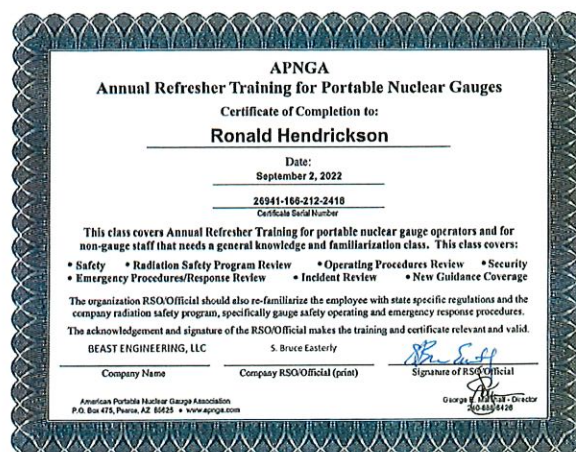 APNGA
Annual Refresher Training for Portable Nuclear Gauges
Certificate of Completion to:
Ronald Hendrickson
Date:
September 2, 2022
26941-166-212-2418
Certificate Serial Number
This class covers Annual Refresher Training for portable nuclear gauge operators and for
non-gauge staff that needs a general knowledge and familiarization class. This class covers:
• Safety • Radiation Safety Program Review • Operating Procedures Review • Security
• Emergency Procedures/Response Review • Incident Review • New Guidance Coverage
The organization RSO/Official should also re-familiarize the employee with state specific regulations and the
company radiation safety program, specifically gauge safety operating and emergency response procedures.
The acknowledgement and signature of the RSO/Official makes the training and certificate relevant and valid.
BEAST ENGINEERING, LLC S. Bruce Easterly
Company Name Company RSO/Official (print) Signature of RSO/Official
American Portable Nuclear Gauge Association George E. Marshall - Director
P.O. Box 475, Pearce, AZ 85625 • www.apnga.com